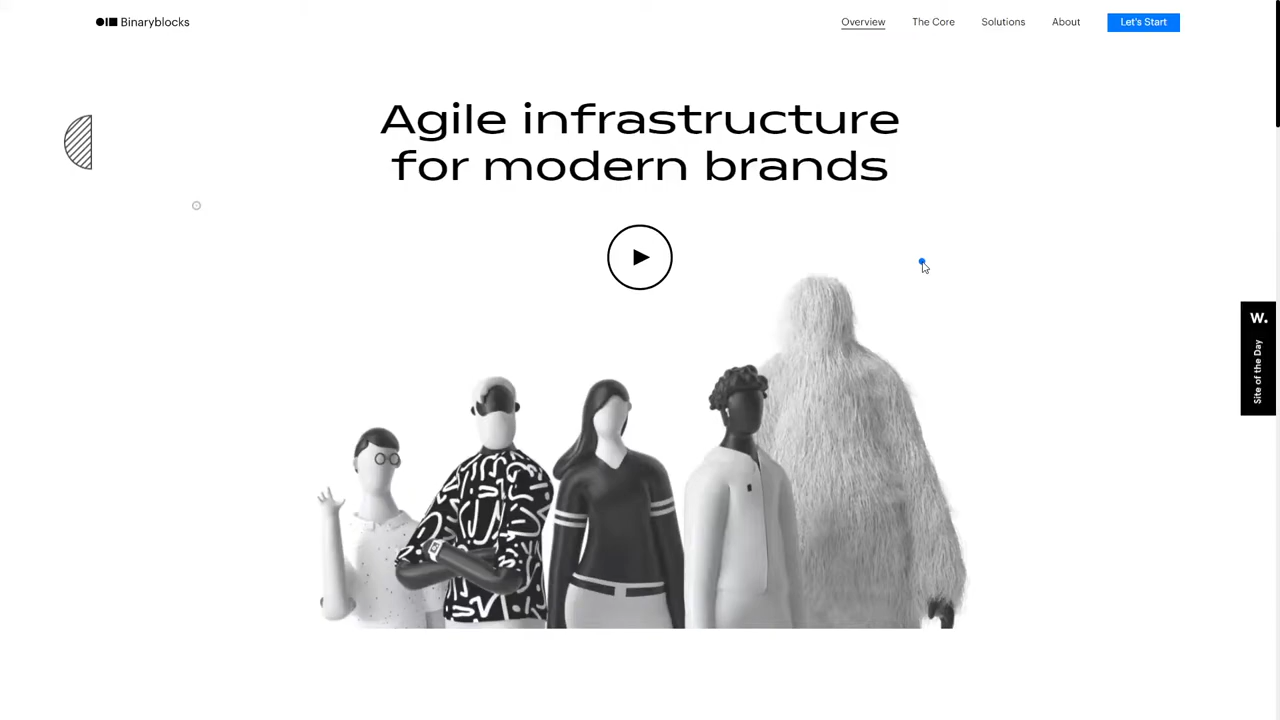 Binaryblocks
Overview
The Core
Solutions
About
Let's Start
Agile infrastructure
for modern brands
W.
Site of the Day